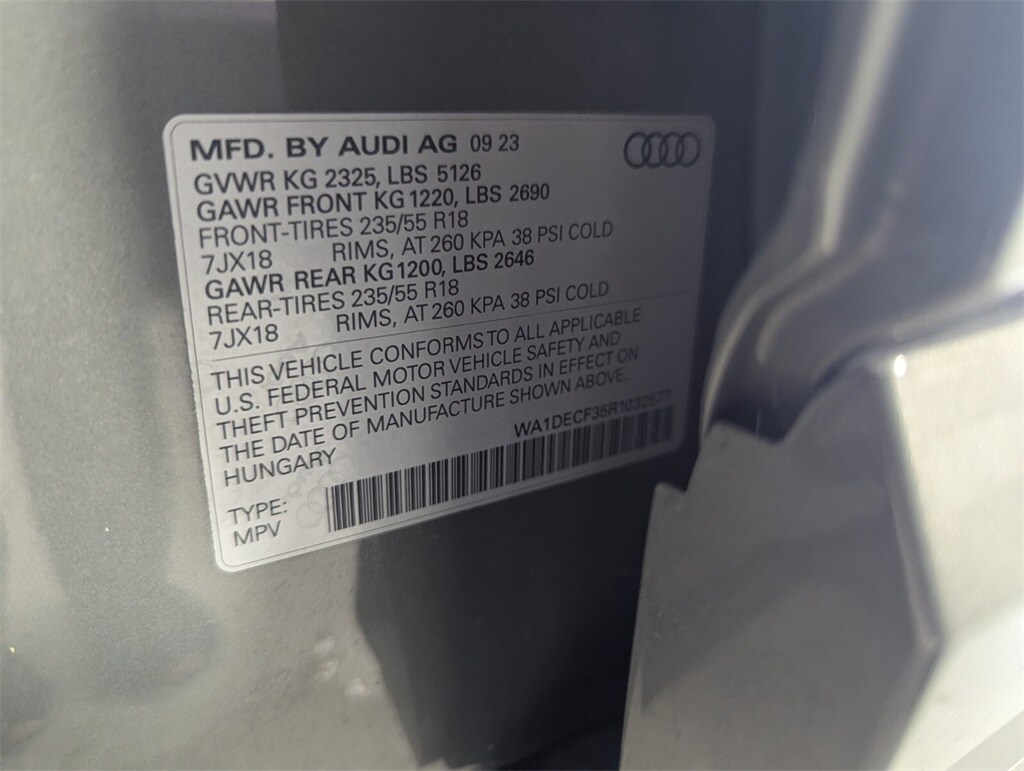 MFD. BY AUDI AG 09 23
GVWR KG 2325, LBS 5126
GAWR FRONT KG 1220, LBS 2690
FRONT-TIRES 235/55 R18
7JX18 RIMS, AT 260 KPA 38 PSI COLD
GAWR REAR KG 1200, LBS 2646
REAR-TIRES 235/55 R18
7JX18 RIMS, AT 260 KPA 38 PSI COLD
THIS VEHICLE CONFORMS TO ALL APPLICABLE
U.S. FEDERAL MOTOR VEHICLE SAFETY AND
THEFT PREVENTION STANDARDS IN EFFECT ON
THE DATE OF MANUFACTURE SHOWN ABOVE.
HUNGARY
TYPE:
MPV